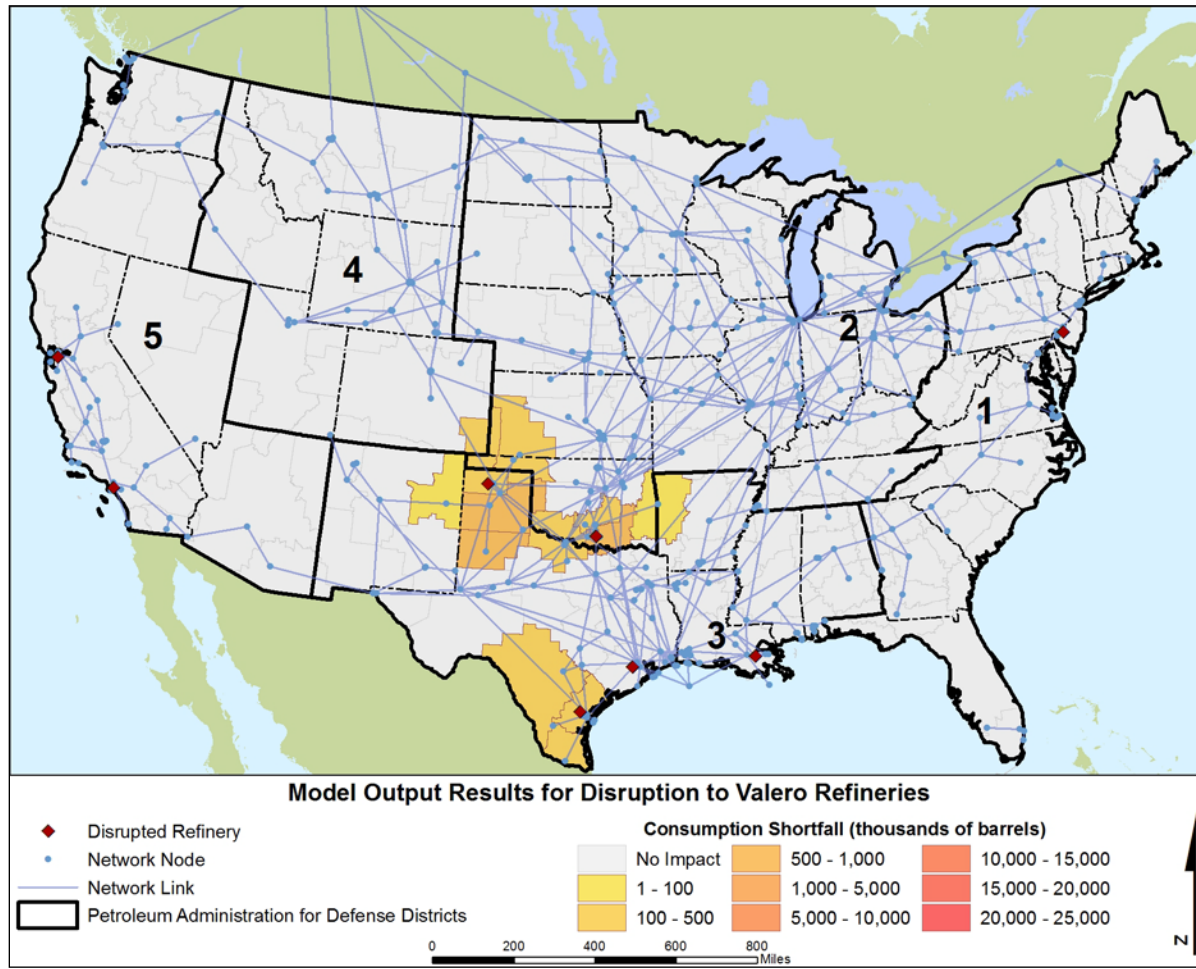 4
5
2
1
3
Model Output Results for Disruption to Valero Refineries
Disrupted Refinery
Network Node
Network Link
Petroleum Administration for Defense Districts
Consumption Shortfall (thousands of barrels)
No Impact
1 - 100
100 - 500
500 - 1,000
1,000 - 5,000
5,000 - 10,000
10,000 - 15,000
15,000 - 20,000
20,000 - 25,000
0 200 400 600 800
Miles
N